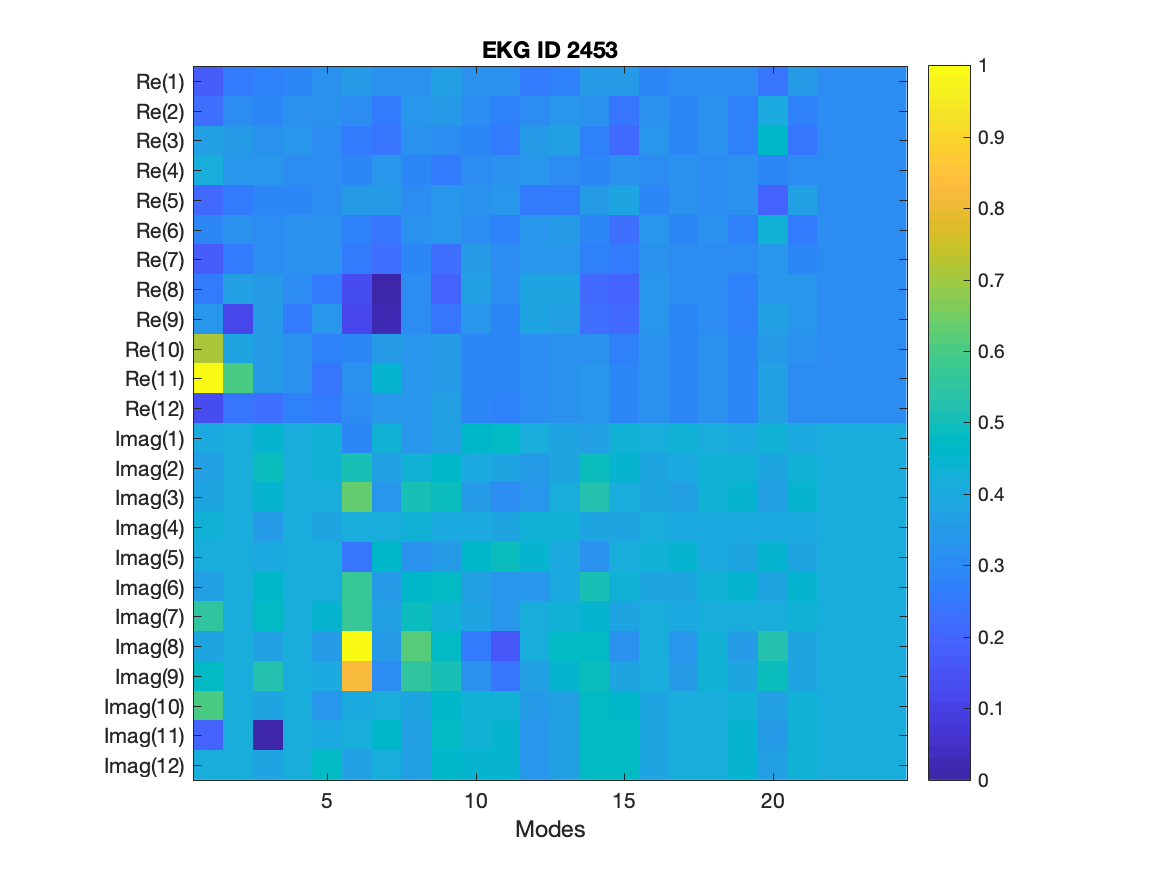 EKG ID 2453
Re(1)
Re(2)
Re(3)
Re(4)
Re(5)
Re(6)
Re(7)
Re(8)
Re(9)
Re(10)
Re(11)
Re(12)
Imag(1)
Imag(2)
Imag(3)
Imag(4)
Imag(5)
Imag(6)
Imag(7)
Imag(8)
Imag(9)
Imag(10)
Imag(11)
Imag(12)
5 10 15 20
Modes
1
0.9
0.8
0.7
0.6
0.5
0.4
0.3
0.2
0.1
0